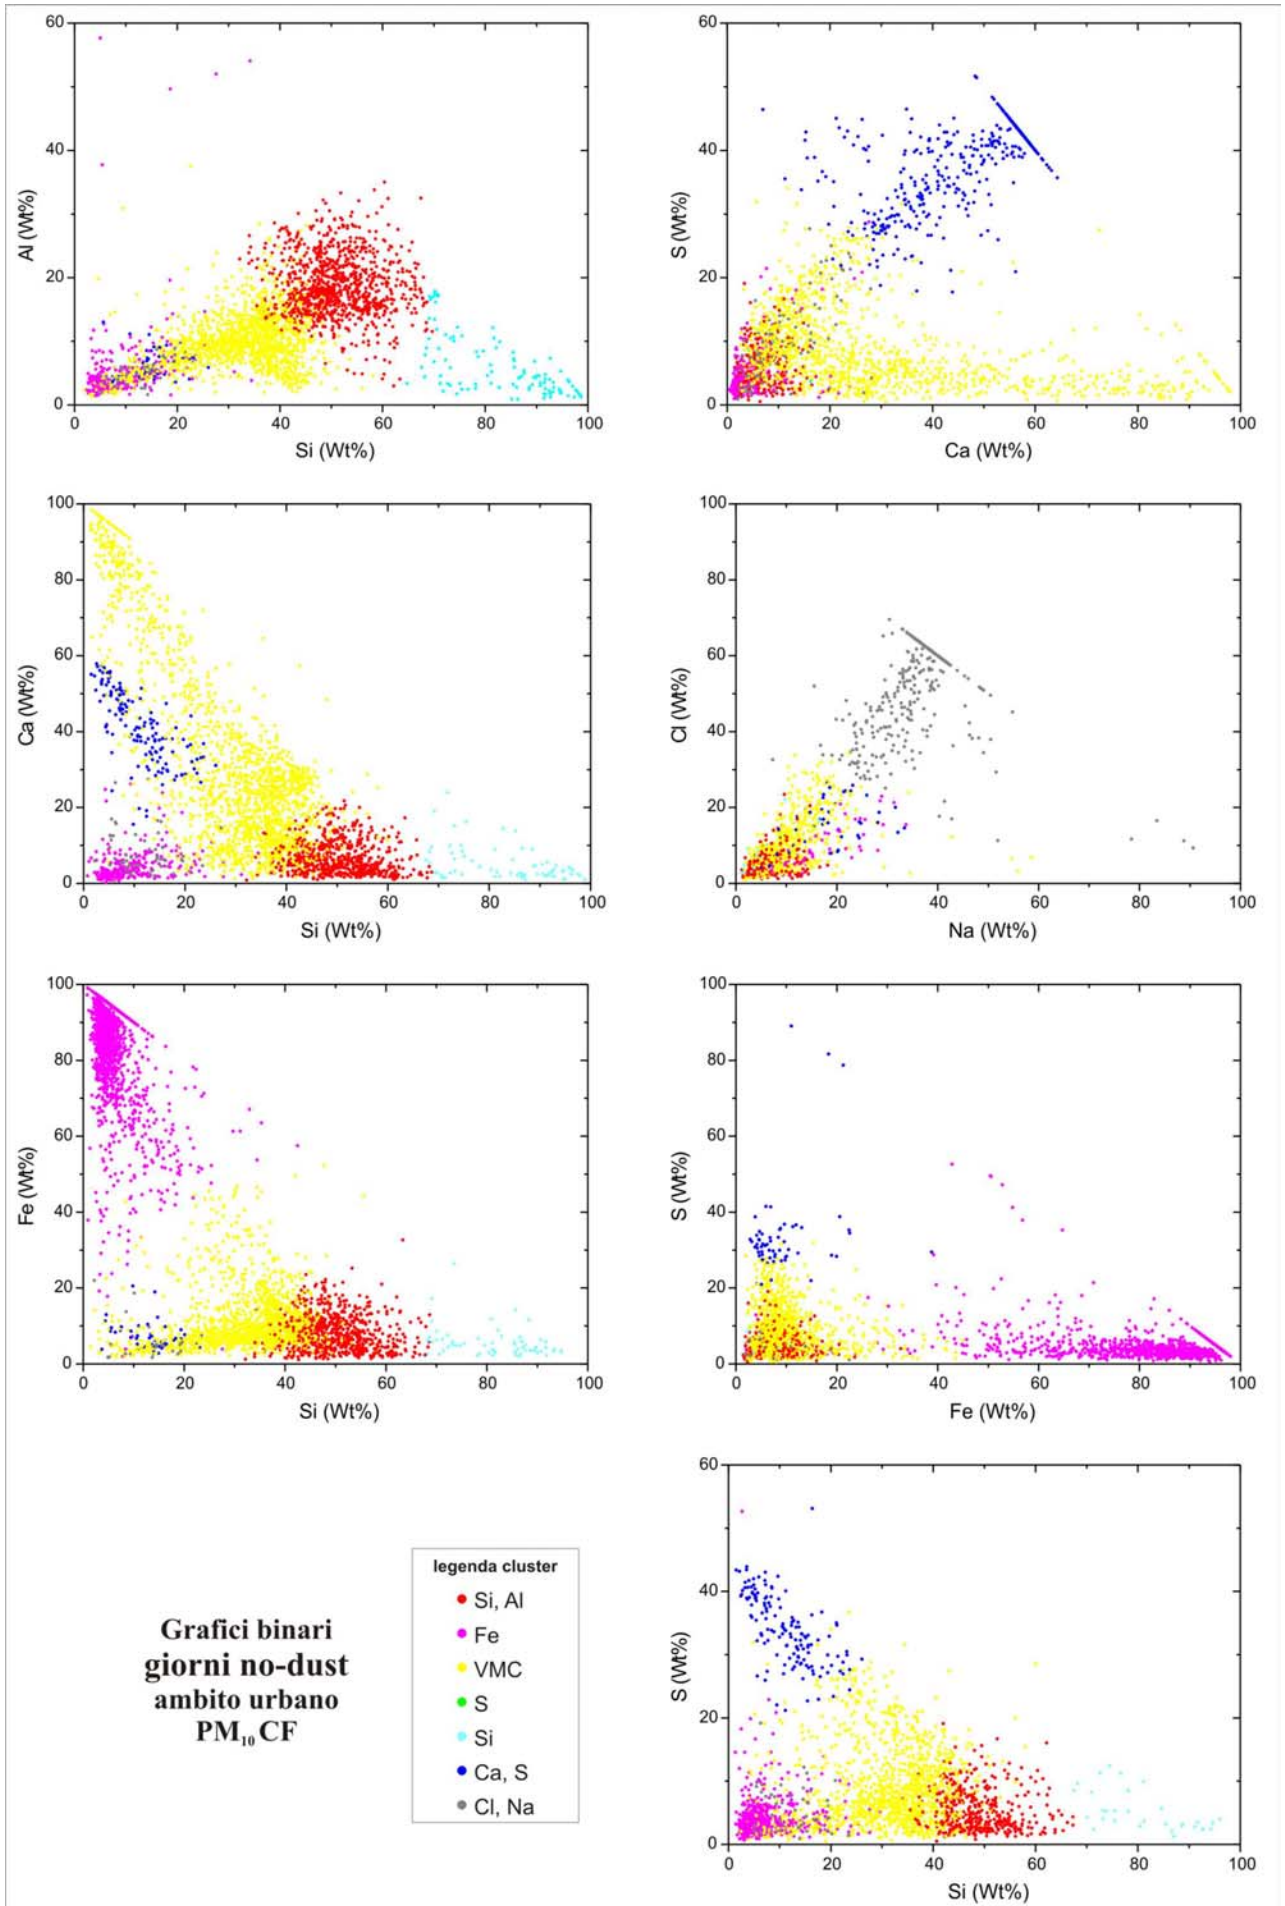 60
40
20
0
Al (Wt%)
0 20 40 60 80 100
Si (Wt%)
60
40
20
0
S (Wt%)
0 20 40 60 80 100
Ca (Wt%)
100
80
60
40
20
0
Ca (Wt%)
0 20 40 60 80 100
Si (Wt%)
100
80
60
40
20
0
Cl (Wt%)
0 20 40 60 80 100
Na (Wt%)
100
80
60
40
20
0
Fe (Wt%)
0 20 40 60 80 100
Si (Wt%)
100
80
60
40
20
0
S (Wt%)
0 20 40 60 80 100
Fe (Wt%)
Grafici binari
giorni no-dust
ambito urbano
PM₁₀ CF
legenda cluster
Si, Al
Fe
VMC
S
Si
Ca, S
Cl, Na
60
40
20
0
S (Wt%)
0 20 40 60 80 100
Si (Wt%)